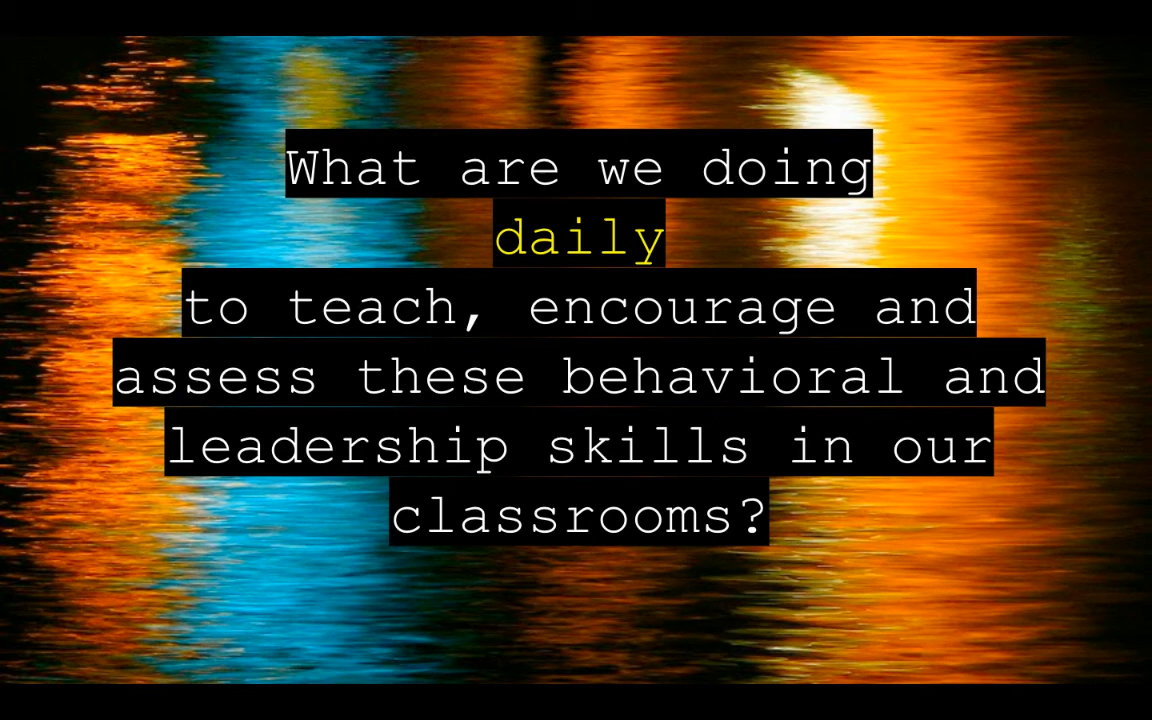 What are we doing
daily
to teach, encourage and
assess these behavioral and
leadership skills in our
classrooms?